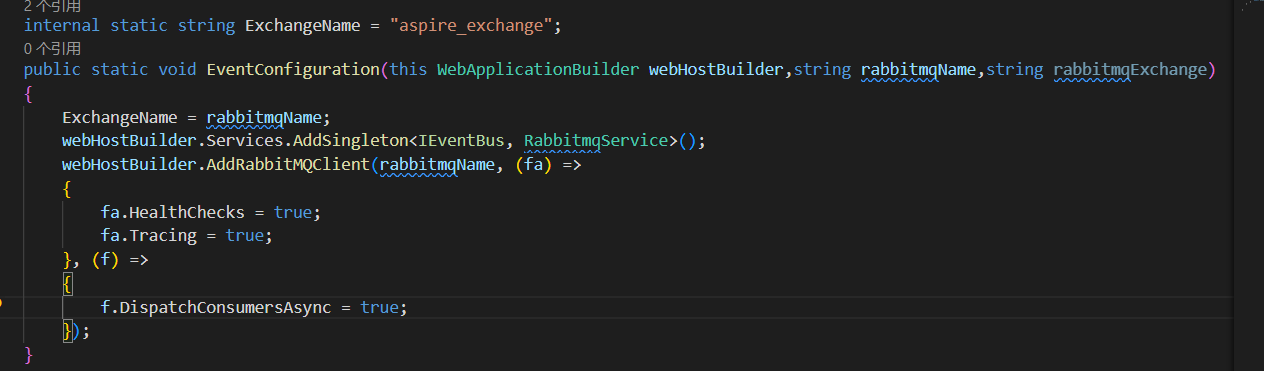 2 个引用
internal static string ExchangeName = "aspire_exchange";
0 个引用
public static void EventConfiguration(this WebApplicationBuilder webHostBuilder,string rabbitmqName,string rabbitmqExchange)
{
    ExchangeName = rabbitmqName;
    webHostBuilder.Services.AddSingleton<IEventBus, RabbitmqService>();
    webHostBuilder.AddRabbitMQClient(rabbitmqName, (fa) =>
    {
        fa.HealthChecks = true;
        fa.Tracing = true;
    }, (f) =>
    {
        f.DispatchConsumersAsync = true;
    });
}